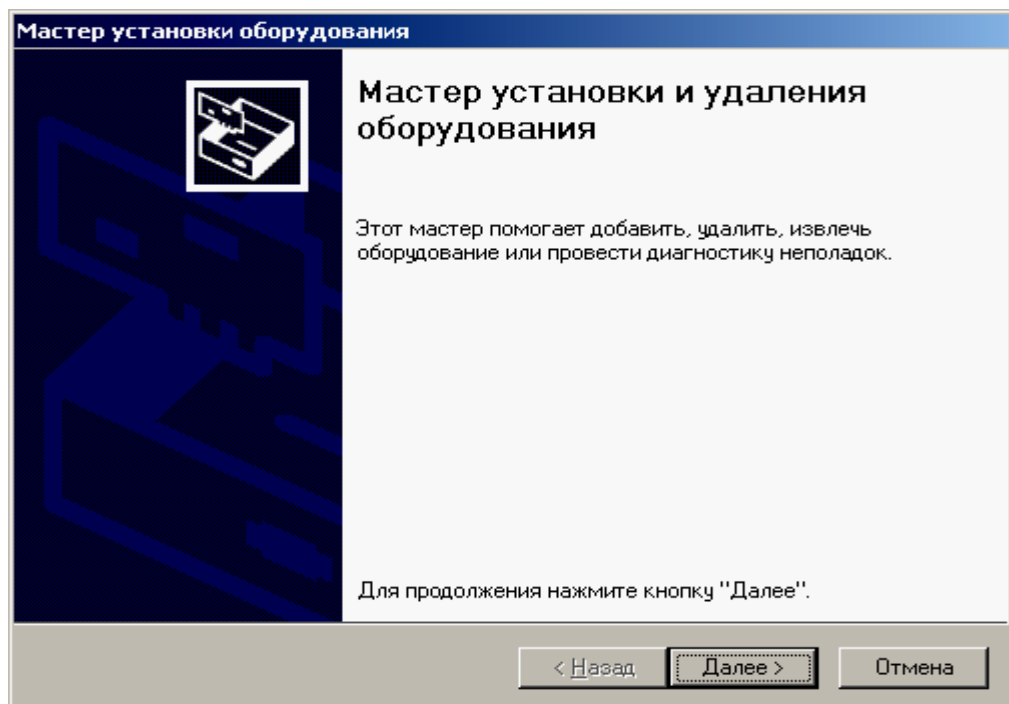 Мастер установки оборудования
Мастер установки и удаления
оборудования
Этот мастер помогает добавить, удалить, извлечь
оборудование или провести диагностику неполадок.
Для продолжения нажмите кнопку "Далее".
< Назад
Далее >
Отмена